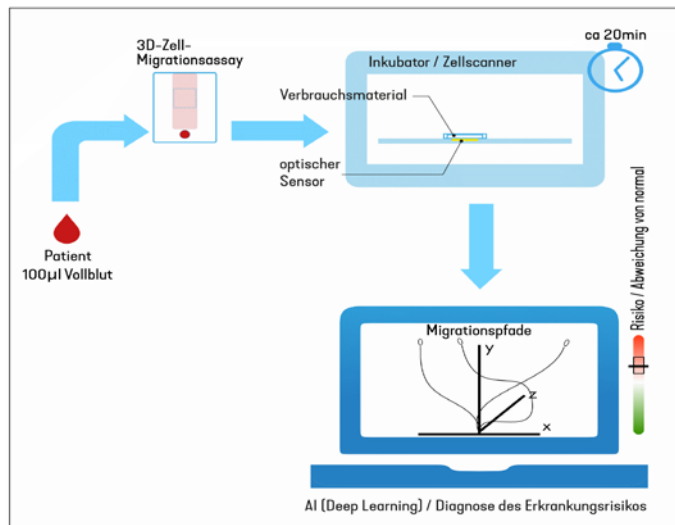 3D-Zell-
Migrationsassay
ca 20min
Inkubator / Zellscanner
Verbrauchsmaterial
optischer
Sensor
Patient
100µl Vollblut
Risiko / Abweichung von normal
Migrationspfade
y
z
x
AI (Deep Learning) / Diagnose des Erkrankungsrisikos